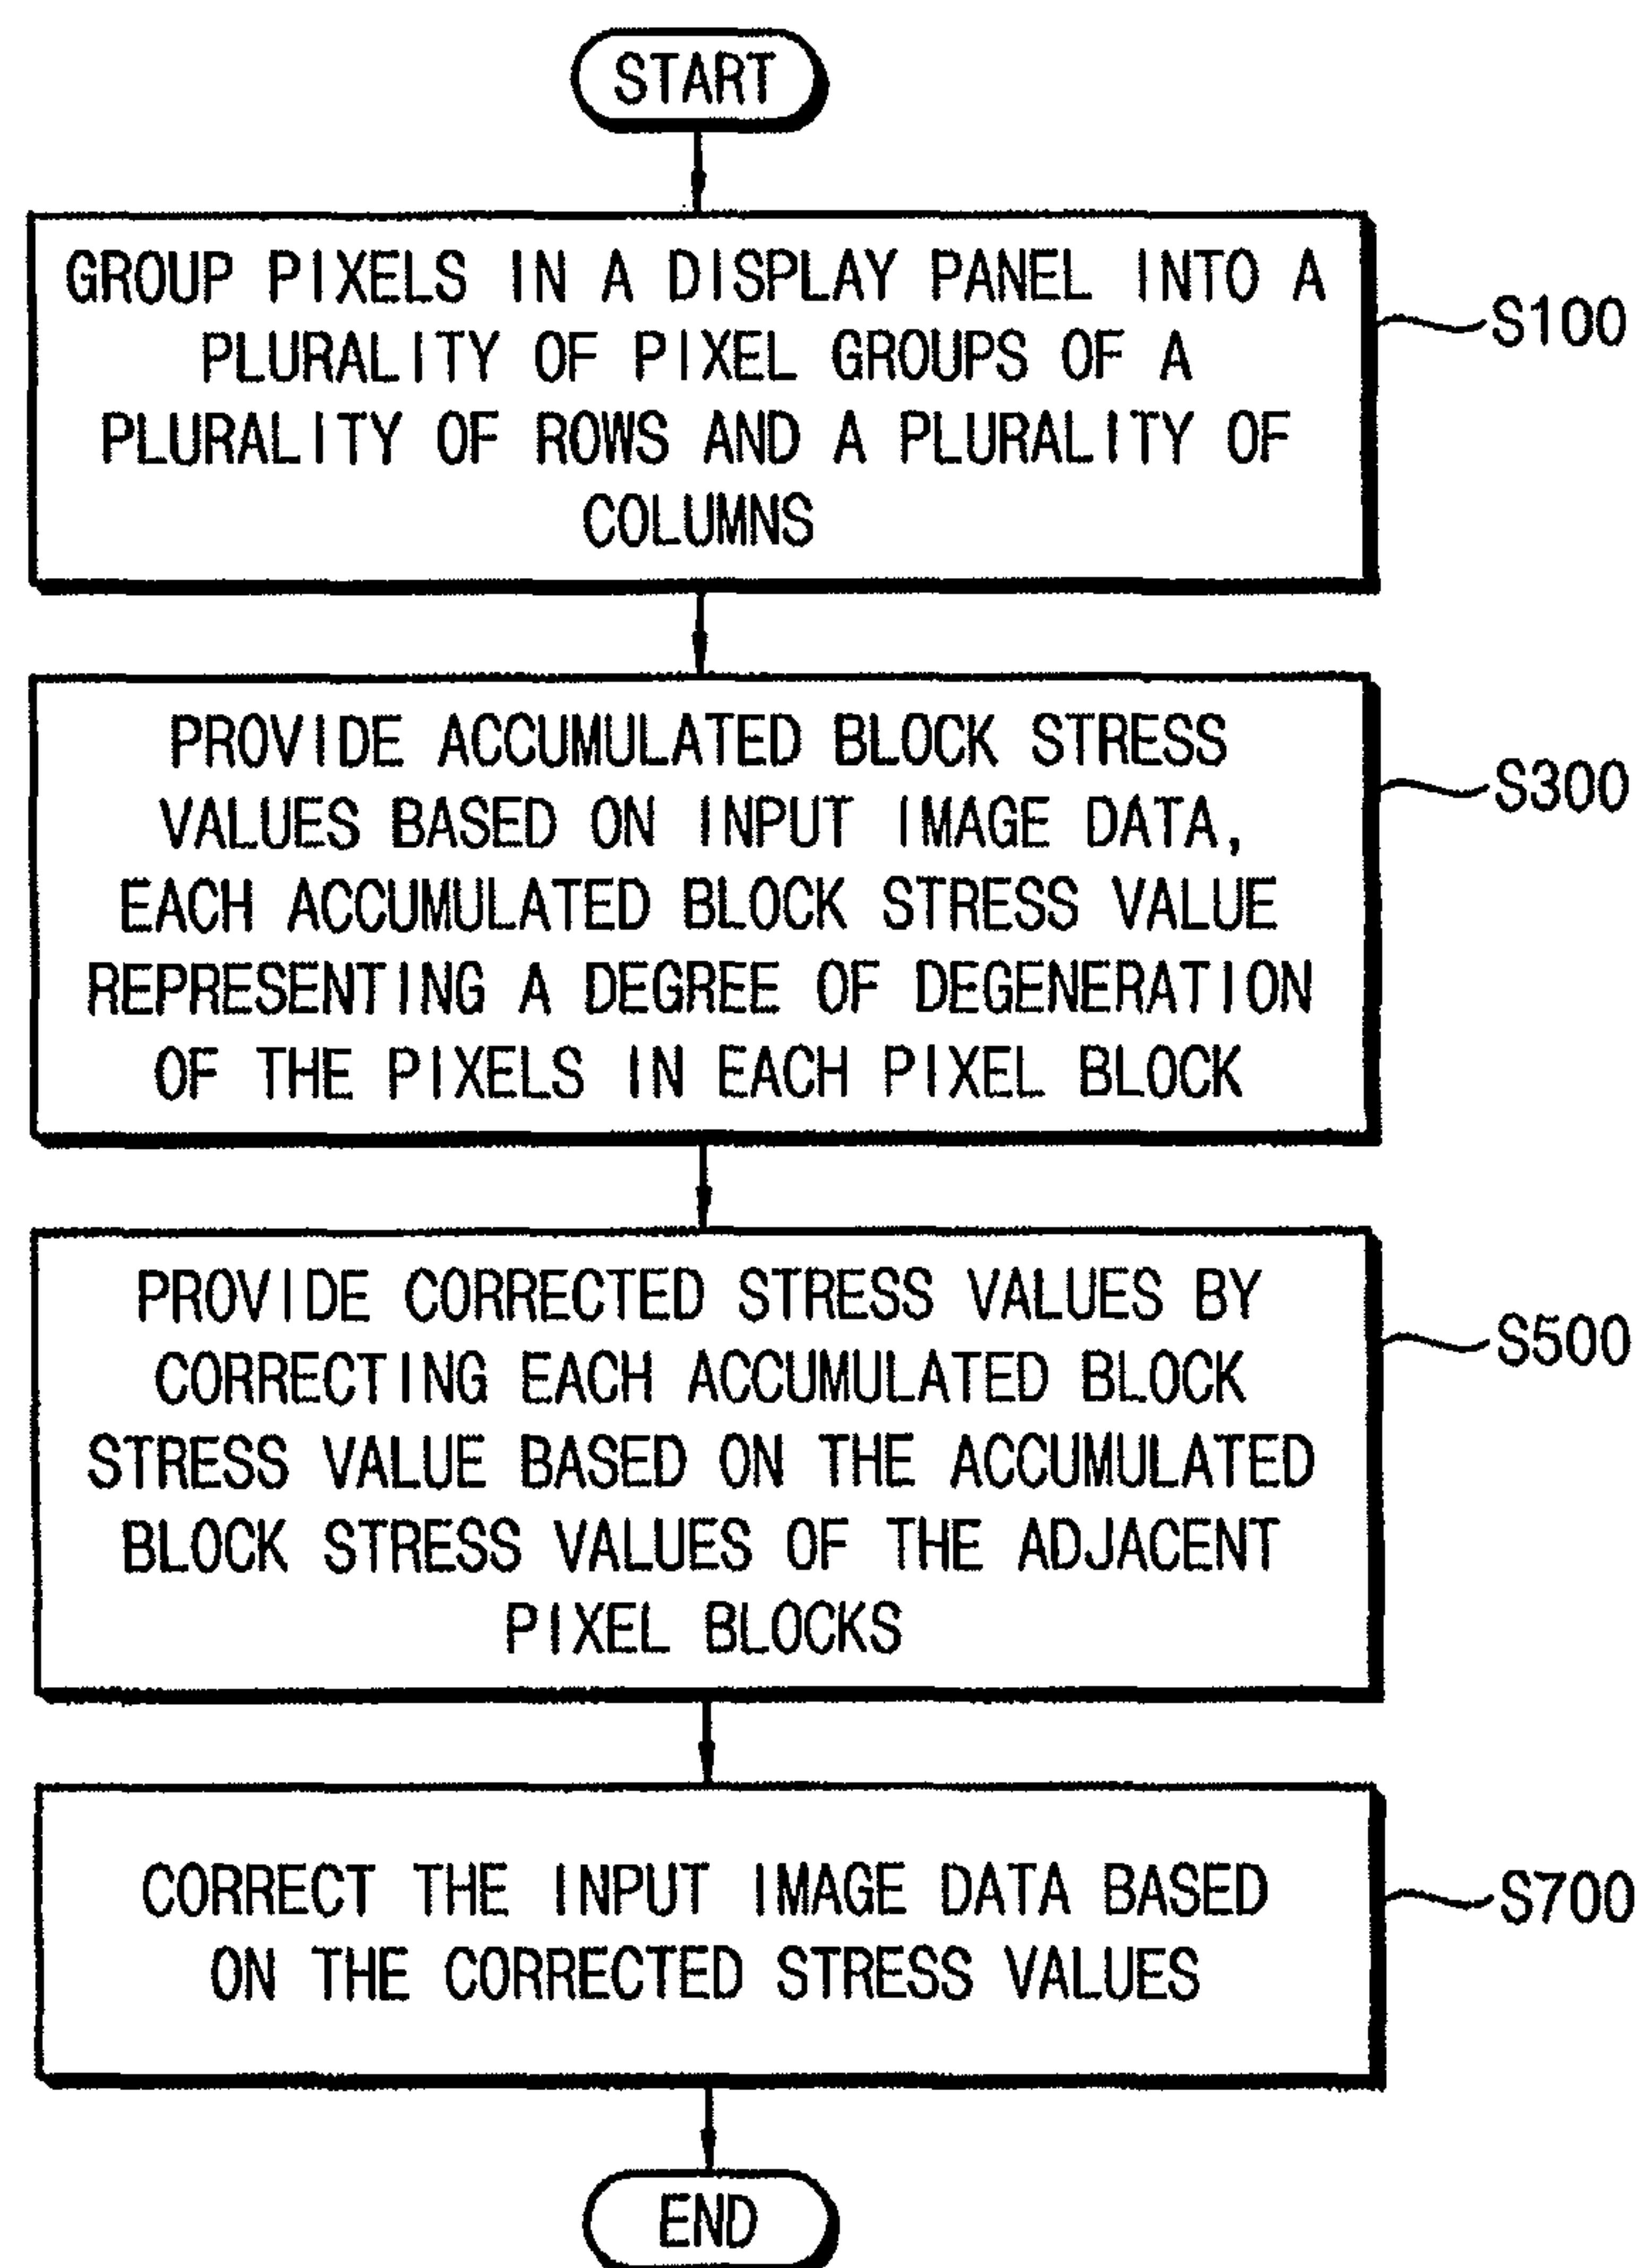 START
GROUP PIXELS IN A DISPLAY PANEL INTO A
PLURALITY OF PIXEL GROUPS OF A
PLURALITY OF ROWS AND A PLURALITY OF
COLUMNS
S100
PROVIDE ACCUMULATED BLOCK STRESS
VALUES BASED ON INPUT IMAGE DATA,
EACH ACCUMULATED BLOCK STRESS VALUE
REPRESENTING A DEGREE OF DEGENERATION
OF THE PIXELS IN EACH PIXEL BLOCK
S300
PROVIDE CORRECTED STRESS VALUES BY
CORRECTING EACH ACCUMULATED BLOCK
STRESS VALUE BASED ON THE ACCUMULATED
BLOCK STRESS VALUES OF THE ADJACENT
PIXEL BLOCKS
S500
CORRECT THE INPUT IMAGE DATA BASED
ON THE CORRECTED STRESS VALUES
S700
END